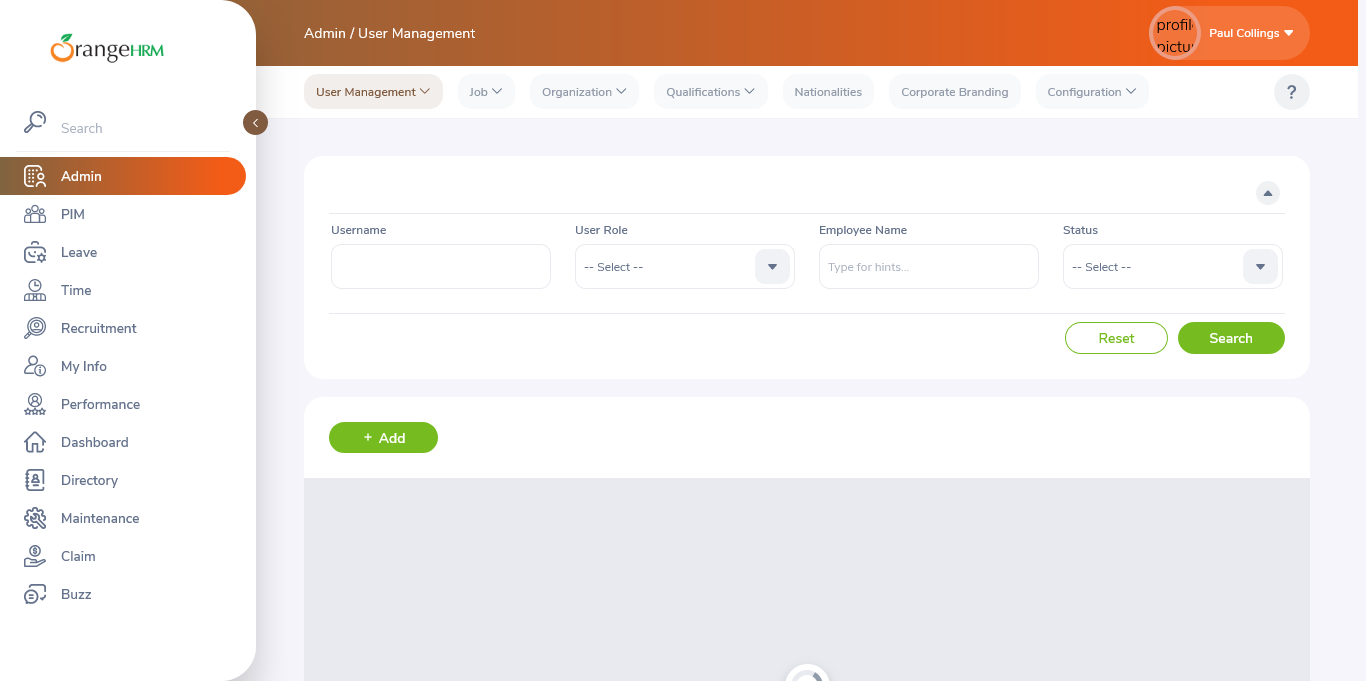 OrangeHRM
Search
Admin
PIM
Leave
Time
Recruitment
My Info
Performance
Dashboard
Directory
Maintenance
Claim
Buzz
Admin / User Management
Paul Collings
User Management
Job
Organization
Qualifications
Nationalities
Corporate Branding
Configuration
?
Username
User Role
Employee Name
Status
-- Select --
Type for hints...
-- Select --
Reset
Search
+ Add